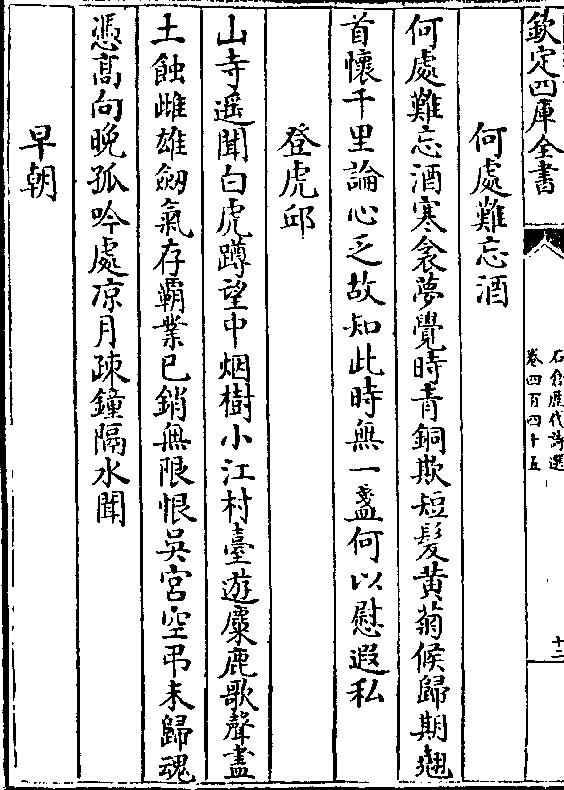 欽定四庫全書
石倉歷代詩選
卷四百四十五
十二
何處難忘酒
何處難忘酒寒衾夢覺時青銅欺短髮黄菊候歸期翹
首懷千里論心乏故知此時無一盞何以慰遐私
登虎邱
山寺遥聞白虎蹲望中烟樹小江村臺遊麋鹿歌聲盡
土蝕雌雄劒氣存霸業已銷無限恨吳宫空弔未歸魂
憑髙向晚孤吟處凉月疎鐘隔水聞
早朝